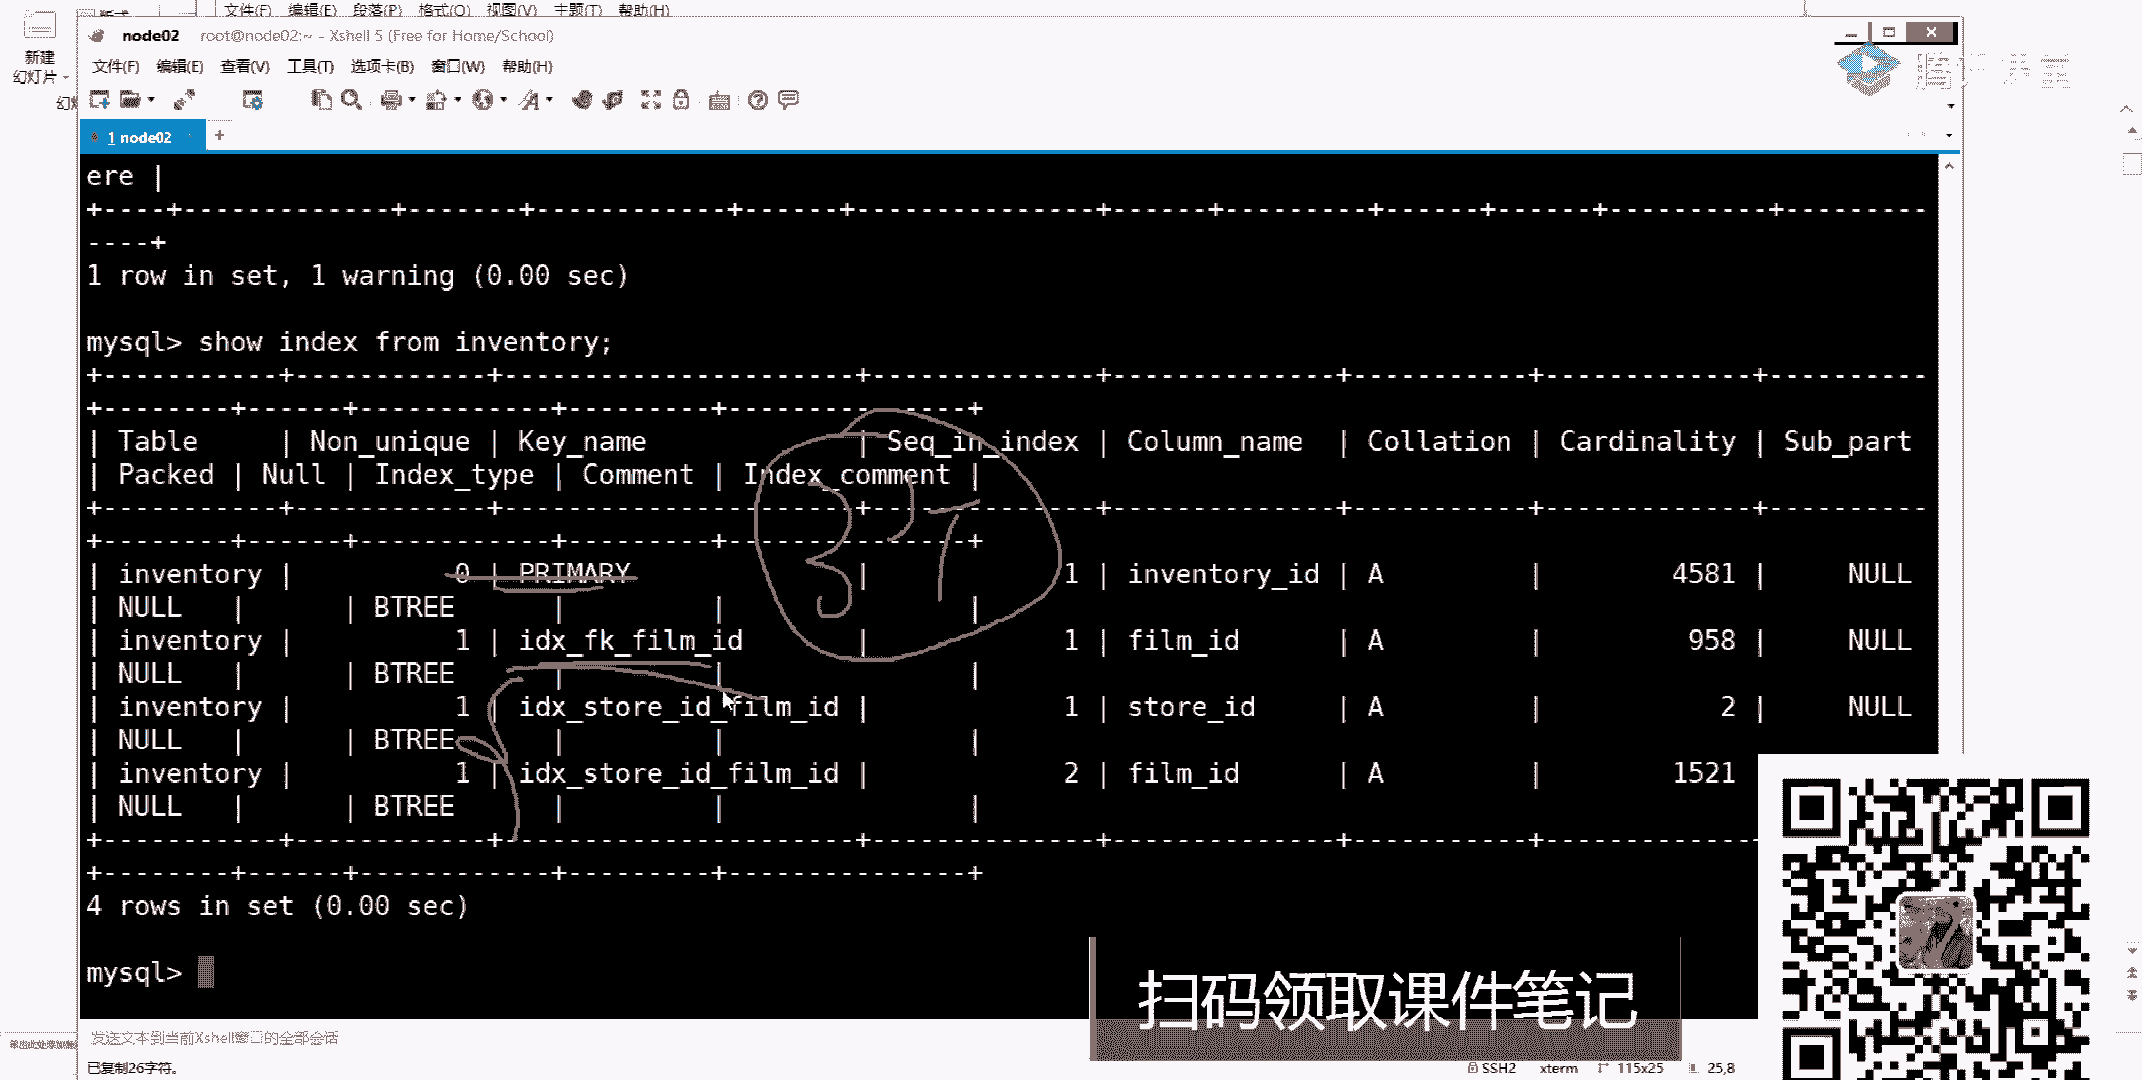 文件(F) 编辑(E) 段落(P) 格式(O) 视图(V) 主题(T) 帮助(H)
新建
幻灯片
node02 root@node02:~ - Xshell 5 (Free for Home/School)
文件(F) 编辑(E) 查看(V) 工具(T) 选项卡(B) 窗口(W) 帮助(H)
1 node02 +
ere |
+----+-------------+-------+------------+------+---------------+------+---------+------+------+----------+---------
----+
1 row in set, 1 warning (0.00 sec)
mysql> show index from inventory;
+-----------+------------+----------------------+--------------+--------------+-----------+-------------+----------
+--------+------+------------+---------+---------------+
| Table | Non_unique | Key_name | Seq_in_index | Column_name | Collation | Cardinality | Sub_part
| Packed | Null | Index_type | Comment | Index_comment |
+-----------+------------+----------------------+--------------+--------------+-----------+-------------+----------
+--------+------+------------+---------+---------------+
| inventory | 0 | PRIMARY | 1 | inventory_id | A | 4581 | NULL
| NULL | | BTREE | | |
| inventory | 1 | idx_fk_film_id | 1 | film_id | A | 958 | NULL
| NULL | | BTREE | | |
| inventory | 1 | idx_store_id_film_id | 1 | store_id | A | 2 | NULL
| NULL | | BTREE | | |
| inventory | 1 | idx_store_id_film_id | 2 | film_id | A | 1521
| NULL | | BTREE | | |
+-----------+------------+----------------------+--------------+--------------+-----------+-------------
+--------+------+------------+---------+---------------+
4 rows in set (0.00 sec)
mysql>
扫码领取课件笔记
发送文本到当前Xshell窗口的全部会话
已复制26字符。
SSH2 xterm 115x25 25,8